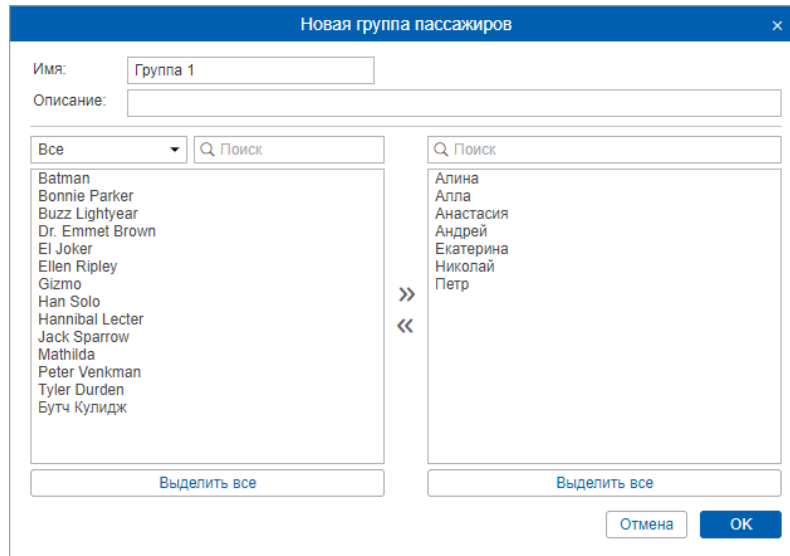 Новая группа пассажиров ×
Имя: Группа 1
Описание:
Все Поиск
Batman
Bonnie Parker
Buzz Lightyear
Dr. Emmet Brown
El Joker
Ellen Ripley
Gizmo
Han Solo
Hannibal Lecter
Jack Sparrow
Mathilda
Peter Venkman
Tyler Durden
Бутч Кулидж
Выделить все
»
«
Поиск
Алина
Алла
Анастасия
Андрей
Екатерина
Николай
Петр
Выделить все
Отмена OK